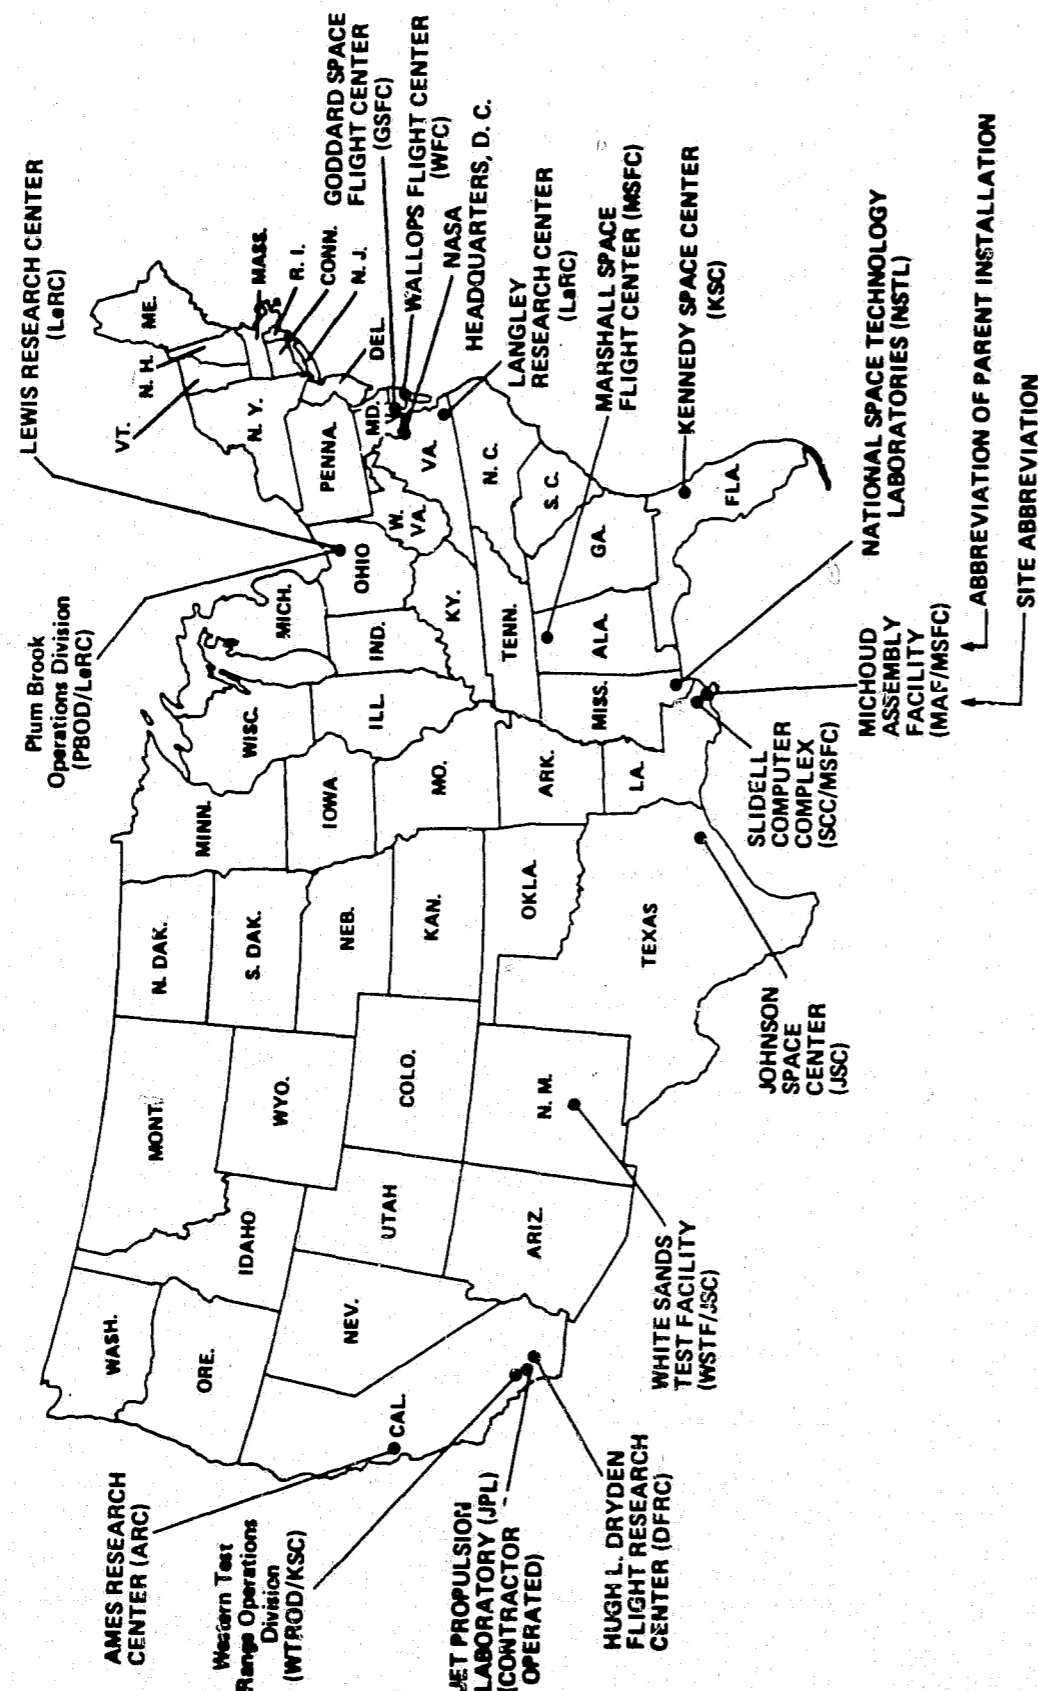 LEWIS RESEARCH CENTER
(LeRC)
Plum Brook
Operations Division
(PBOD/LeRC)
AMES RESEARCH
CENTER (ARC)
Western Test
Range Operations
Division
(WTROD/KSC)
JET PROPULSION
LABORATORY (JPL)
(CONTRACTOR
OPERATED)
HUGH L. DRYDEN
FLIGHT RESEARCH
CENTER (DFRC)
WHITE SANDS
TEST FACILITY
(WSTF/JSC)
JOHNSON
SPACE
CENTER
(JSC)
SLIDELL
COMPUTER
COMPLEX
(SCC/MSFC)
MICHOUD
ASSEMBLY
FACILITY
(MAF/MSFC)
ABBREVIATION OF PARENT INSTALLATION
SITE ABBREVIATION
NATIONAL SPACE TECHNOLOGY
LABORATORIES (NSTL)
KENNEDY SPACE CENTER
(KSC)
MARSHALL SPACE
FLIGHT CENTER (MSFC)
LANGLEY
RESEARCH CENTER
(LaRC)
NASA
HEADQUARTERS, D. C.
WALLOPS FLIGHT CENTER
(WFC)
GODDARD SPACE
FLIGHT CENTER
(GSFC)
WASH.
ORE.
CAL.
NEV.
IDAHO
MONT.
WYO.
UTAH
ARIZ.
COLO.
N. M.
N. DAK.
S. DAK.
NEB.
KAN.
OKLA.
TEXAS
MINN.
IOWA
MO.
ARK.
LA.
WISC.
ILL.
MICH.
IND.
OHIO
KY.
TENN.
MISS.
ALA.
GA.
FLA.
S. C.
N. C.
VA.
W.
VA.
PENNA.
MD.
DEL.
N. Y.
VT.
N. H.
ME.
MASS.
R. I.
CONN.
N. J.